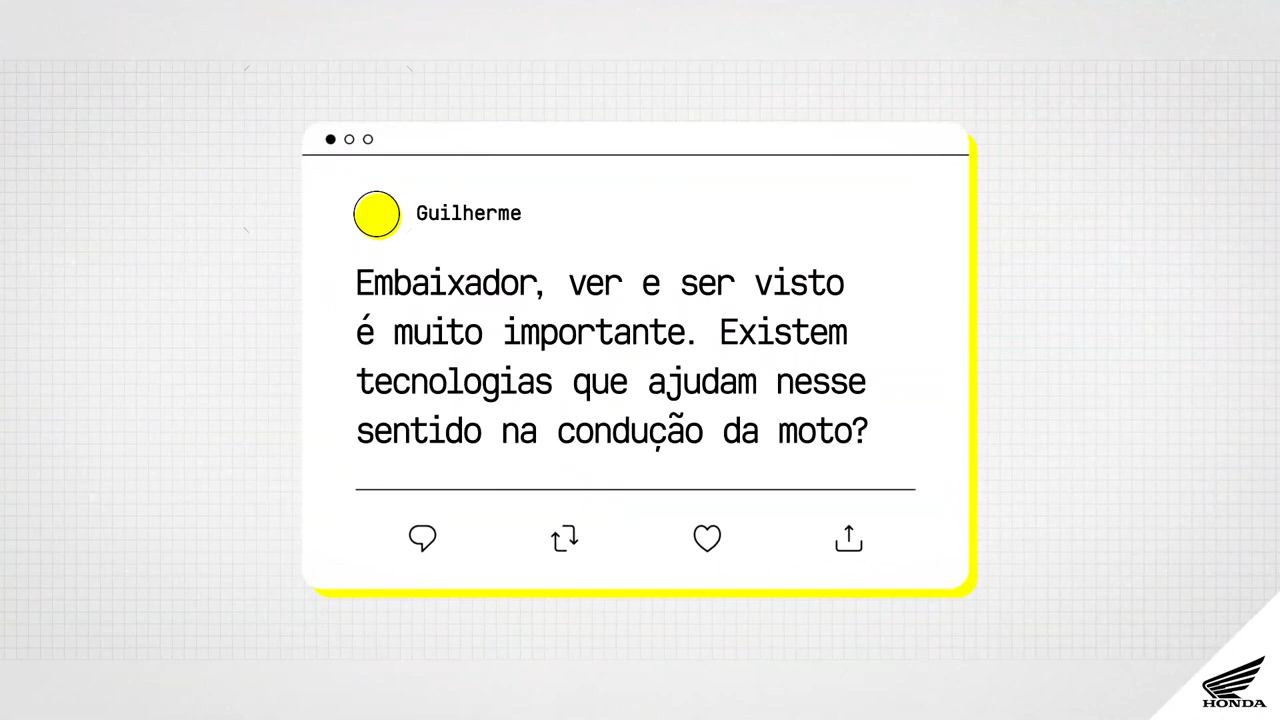 Guilherme
Embaixador, ver e ser visto
é muito importante. Existem
tecnologias que ajudam nesse
sentido na condução da moto?
HONDA